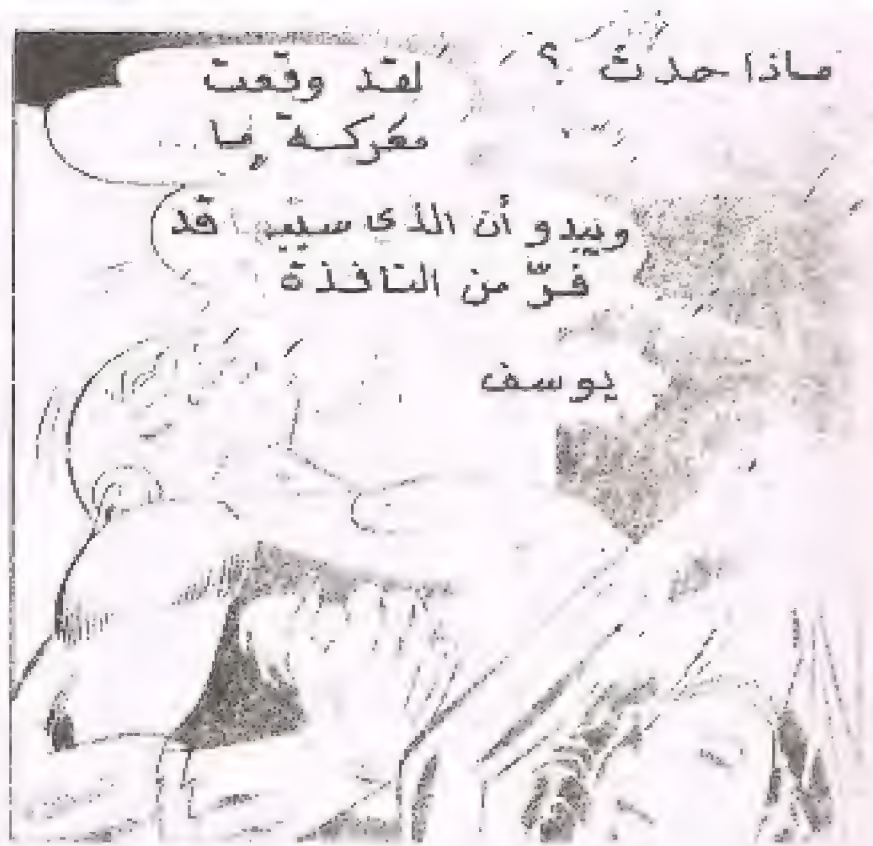 ماذا حدث ؟
لقد وقعت
معركة ما ...
ويبدو أن الذى سببها قد
فرّ من النافذة
يوسف